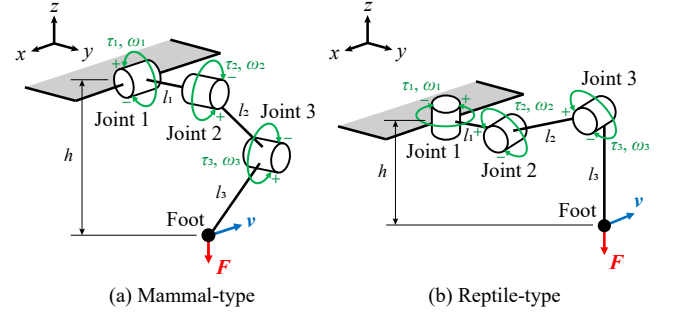 z
x
y
τ₁, ω₁
+
−
τ₂, ω₂
−
+
l₁
Joint 1
Joint 2
l₂
Joint 3
−
τ₃, ω₃
+
h
l₃
Foot
v
F
(a) Mammal-type
z
x
y
τ₁, ω₁
−
+
Joint 3
τ₂, ω₂
+
+
l₁
l₂
Joint 1
−
Joint 2
−
τ₃, ω₃
h
l₃
Foot
v
F
(b) Reptile-type